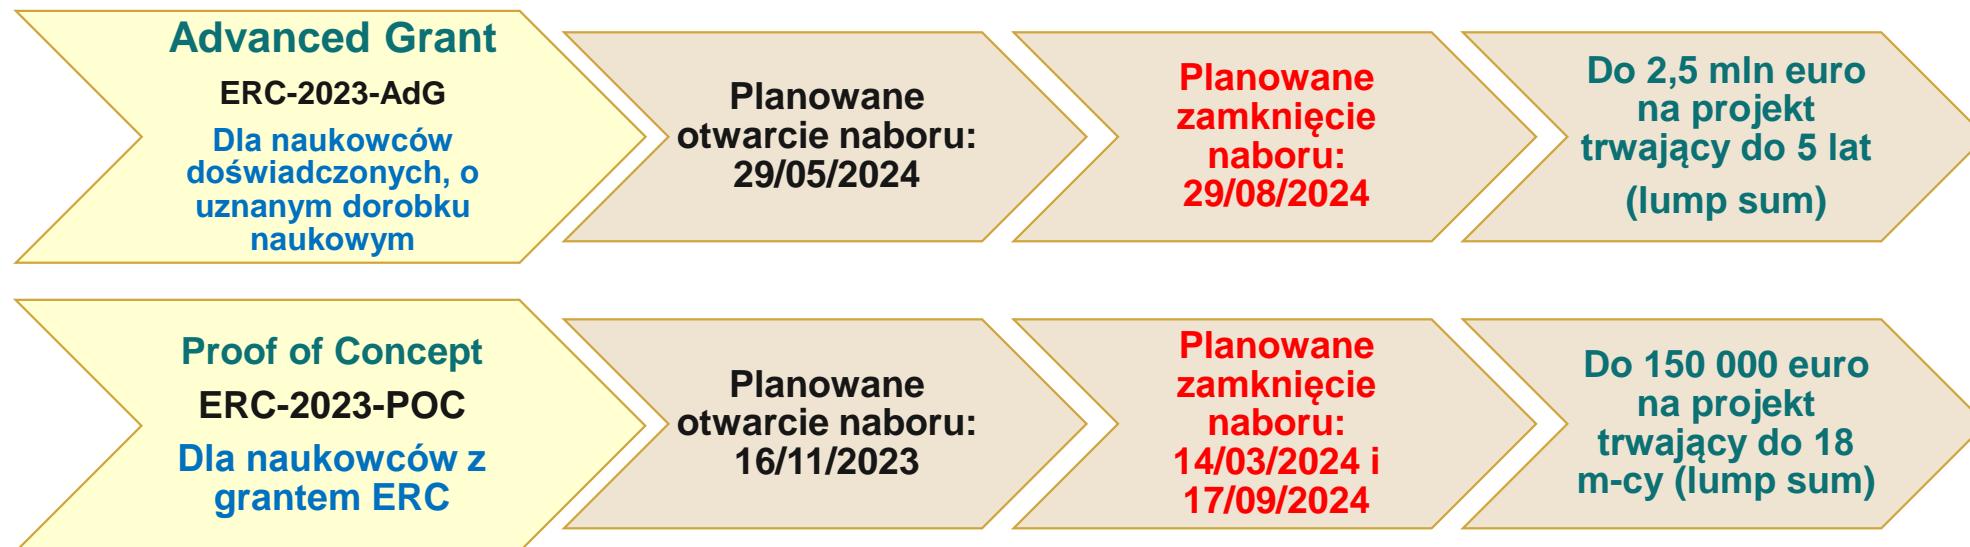 Advanced Grant
ERC-2023-AdG
Dla naukowców
doświadczonych, o
uznanym dorobku
naukowym
Planowane
otwarcie naboru:
29/05/2024
Planowane
zamknięcie
naboru:
29/08/2024
Do 2,5 mln euro
na projekt
trwający do 5 lat
(lump sum)
Proof of Concept
ERC-2023-POC
Dla naukowców z
grantem ERC
Planowane
otwarcie naboru:
16/11/2023
Planowane
zamknięcie
naboru:
14/03/2024 i
17/09/2024
Do 150 000 euro
na projekt
trwający do 18
m-cy (lump sum)